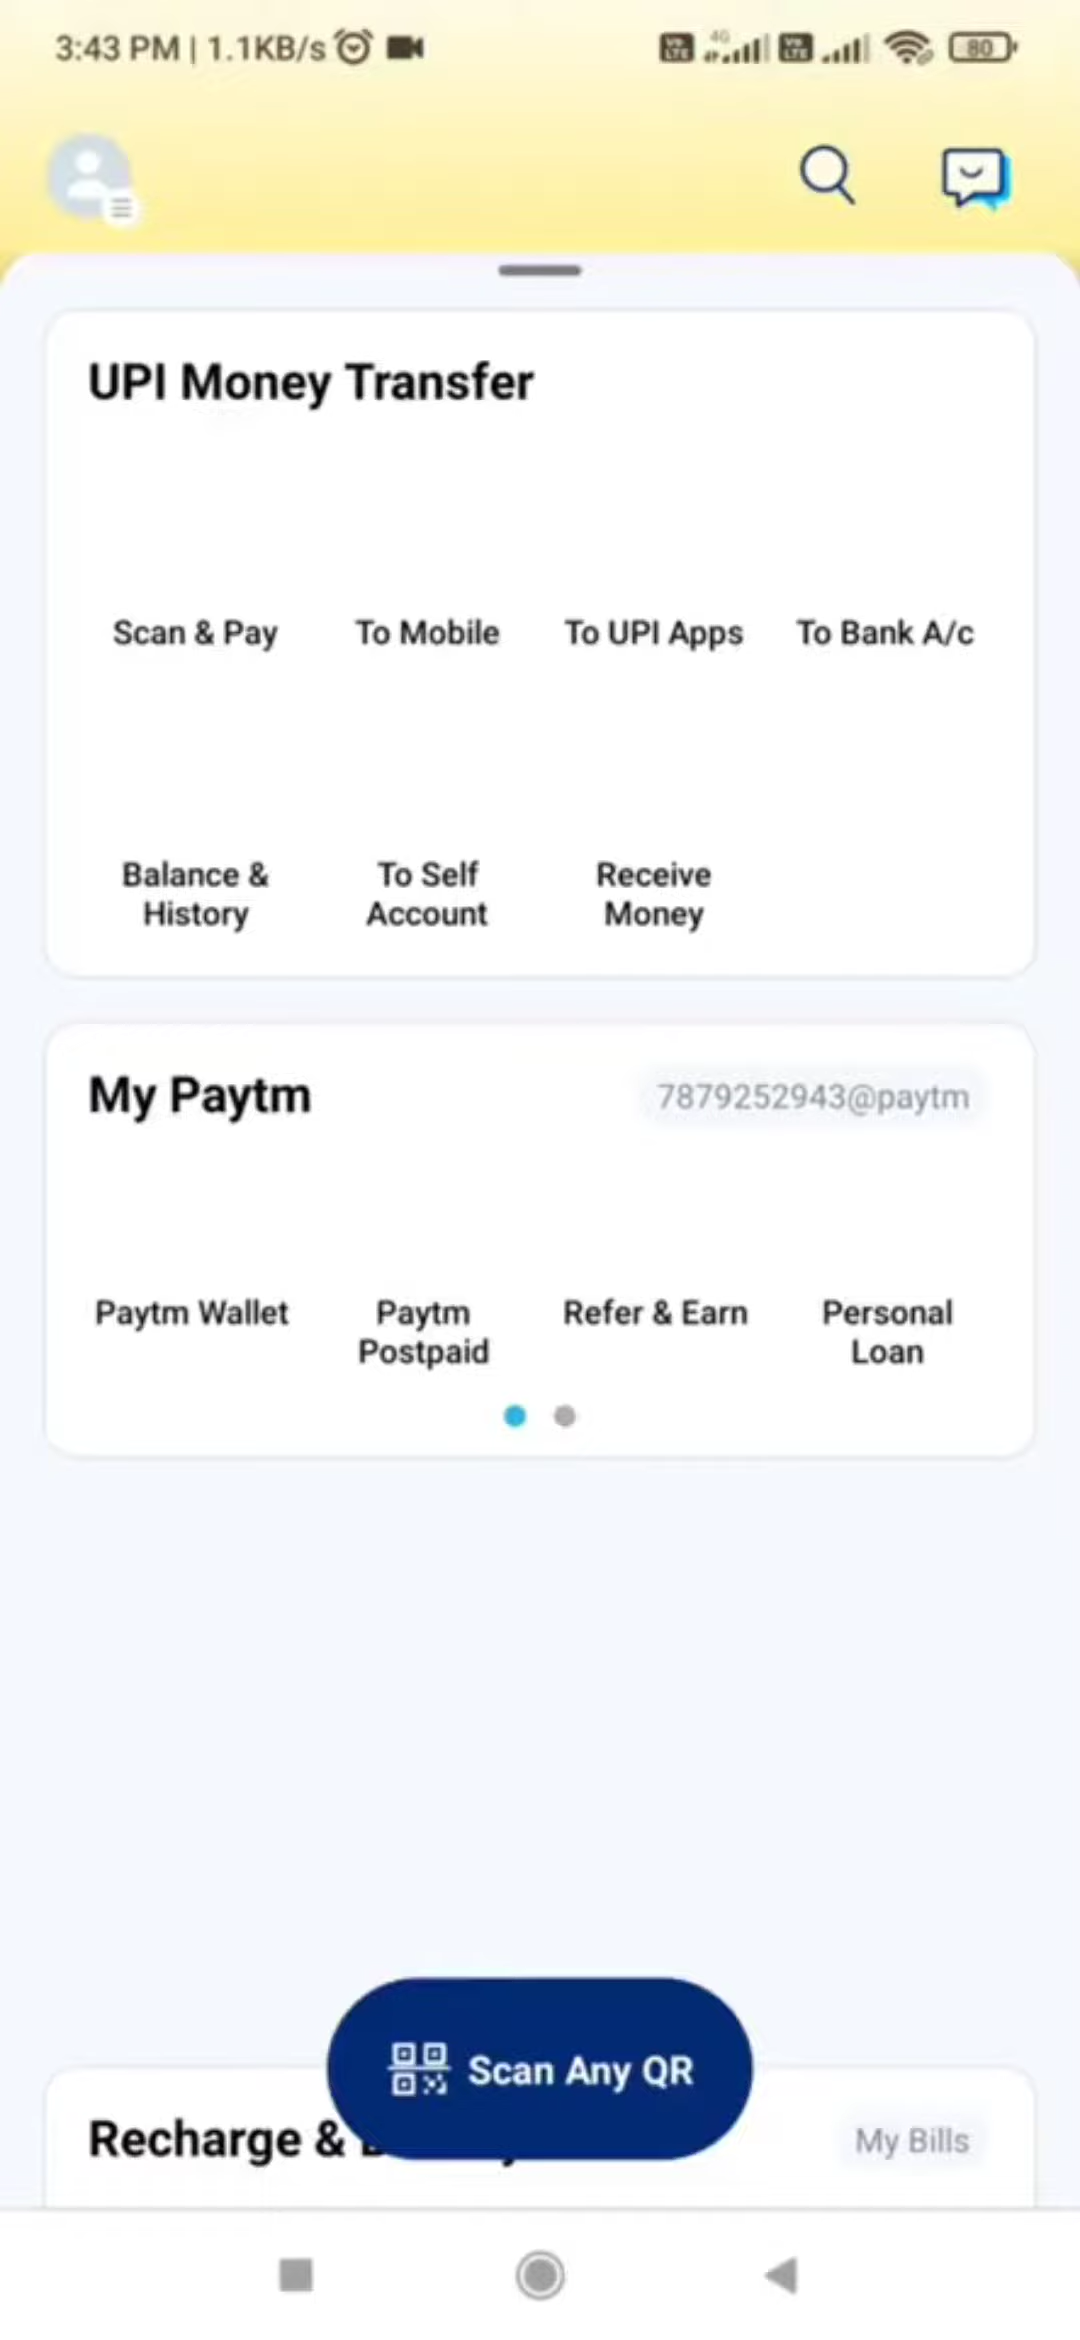 3:43 PM | 1.1KB/s
4G
80
UPI Money Transfer
Scan & Pay
To Mobile
To UPI Apps
To Bank A/c
Balance &
History
To Self
Account
Receive
Money
My Paytm
7879252943@paytm
Paytm Wallet
Paytm
Postpaid
Refer & Earn
Personal
Loan
Scan Any QR
Recharge &
My Bills